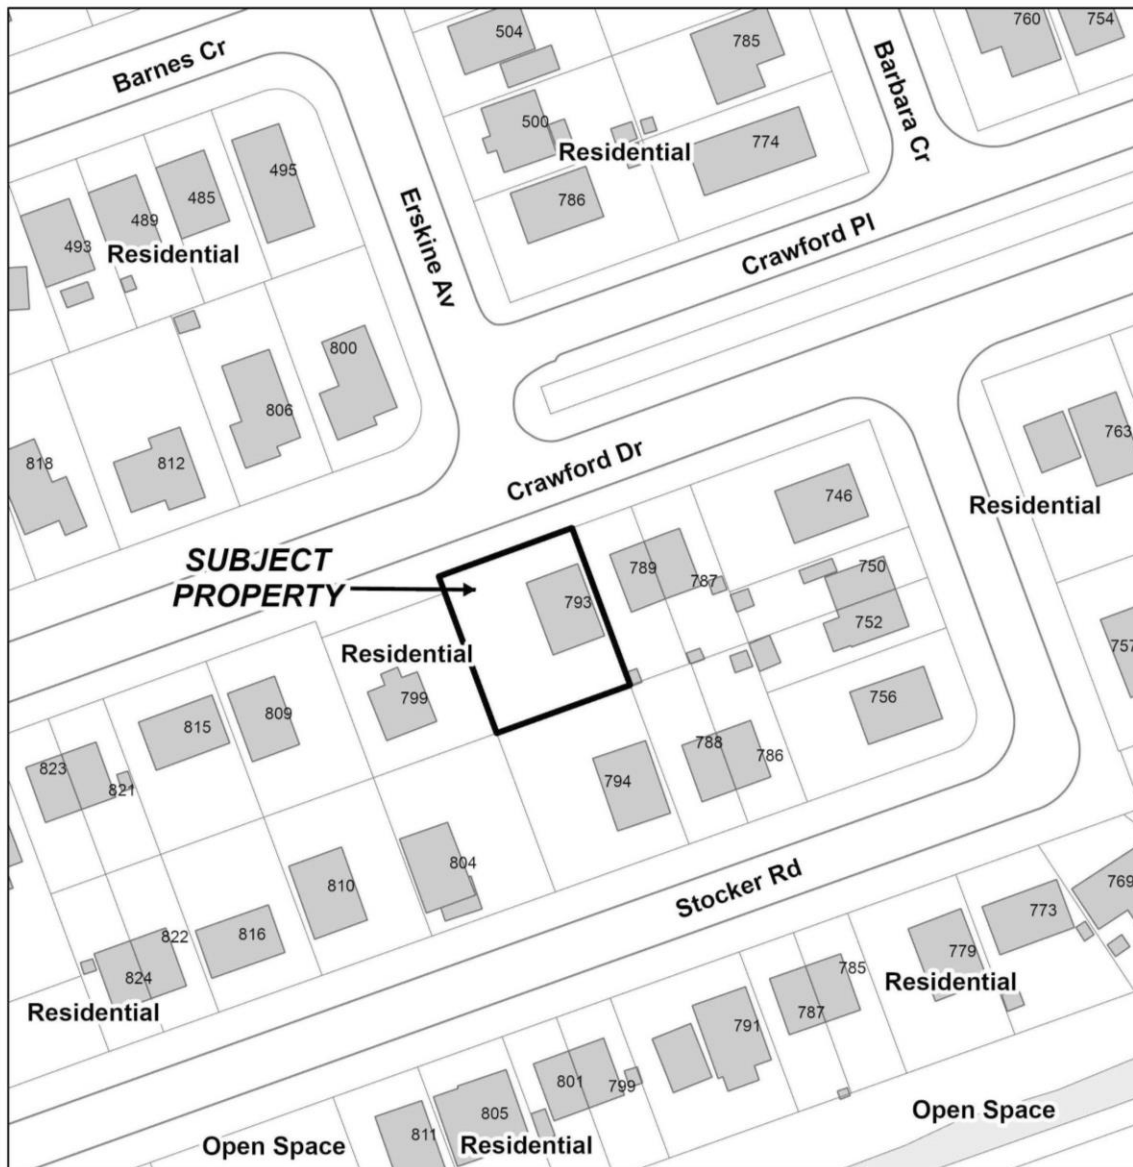 504
785
760
754
Barnes Cr
Barbara Cr
500
Residential
774
495
485
786
489
493
Residential
Erskine Av
Crawford Pl
800
806
818
812
763
Crawford Dr
746
Residential
SUBJECT
PROPERTY
789
787
750
793
752
757
Residential
799
756
809
815
788
786
823
821
794
804
810
Stocker Rd
769
773
822
816
824
779
785
Residential
Residential
787
791
801
799
Open Space
805
811
Open Space
Residential